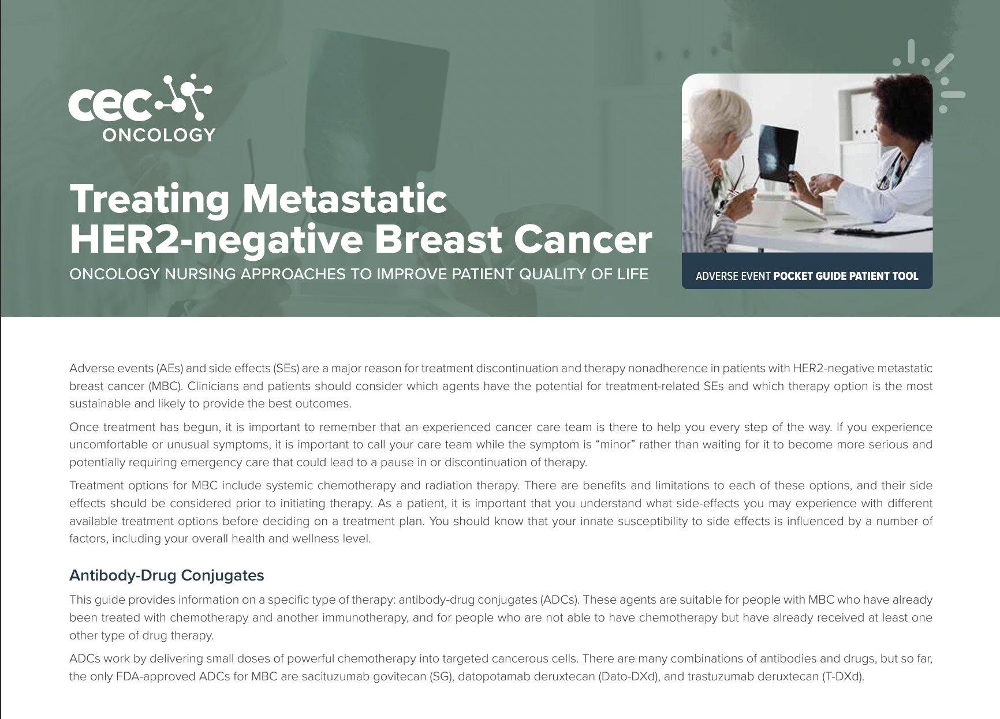 cec
ONCOLOGY
Treating Metastatic
HER2-negative Breast Cancer
ONCOLOGY NURSING APPROACHES TO IMPROVE PATIENT QUALITY OF LIFE
ADVERSE EVENT POCKET GUIDE PATIENT TOOL
Adverse events (AEs) and side effects (SEs) are a major reason for treatment discontinuation and therapy nonadherence in patients with HER2-negative metastatic
breast cancer (MBC). Clinicians and patients should consider which agents have the potential for treatment-related SEs and which therapy option is the most
sustainable and likely to provide the best outcomes.
Once treatment has begun, it is important to remember that an experienced cancer care team is there to help you every step of the way. If you experience
uncomfortable or unusual symptoms, it is important to call your care team while the symptom is “minor” rather than waiting for it to become more serious and
potentially requiring emergency care that could lead to a pause in or discontinuation of therapy.
Treatment options for MBC include systemic chemotherapy and radiation therapy. There are benefits and limitations to each of these options, and their side
effects should be considered prior to initiating therapy. As a patient, it is important that you understand what side-effects you may experience with different
available treatment options before deciding on a treatment plan. You should know that your innate susceptibility to side effects is influenced by a number of
factors, including your overall health and wellness level.
Antibody-Drug Conjugates
This guide provides information on a specific type of therapy: antibody-drug conjugates (ADCs). These agents are suitable for people with MBC who have already
been treated with chemotherapy and another immunotherapy, and for people who are not able to have chemotherapy but have already received at least one
other type of drug therapy.
ADCs work by delivering small doses of powerful chemotherapy into targeted cancerous cells. There are many combinations of antibodies and drugs, but so far,
the only FDA-approved ADCs for MBC are sacituzumab govitecan (SG), datopotamab deruxtecan (Dato-DXd), and trastuzumab deruxtecan (T-DXd).